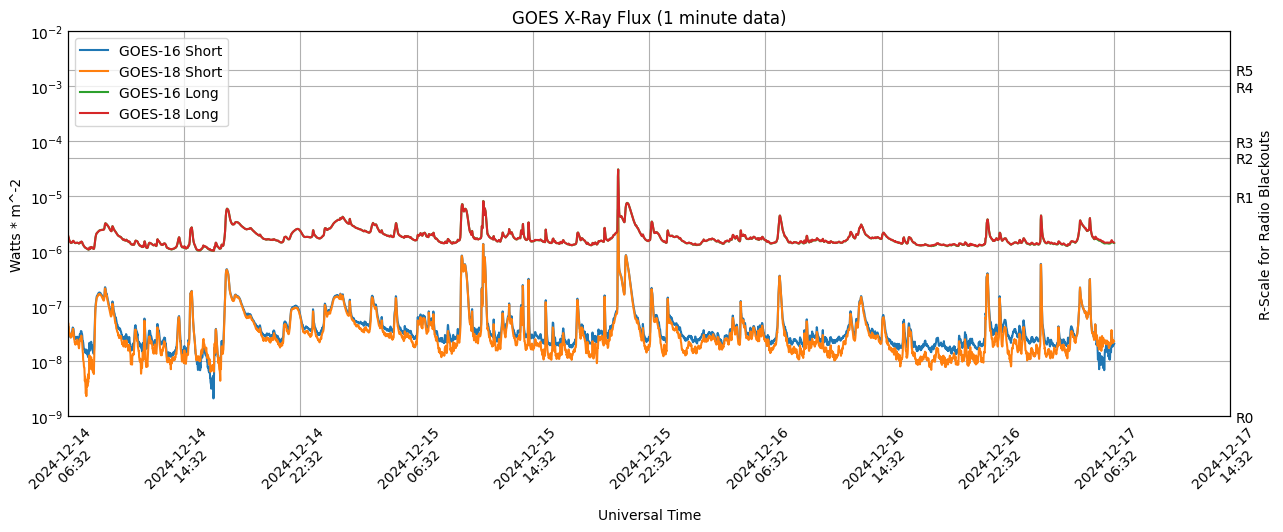 GOES X-Ray Flux (1 minute data)
GOES-16 Short
GOES-18 Short
GOES-16 Long
GOES-18 Long
Watts * m^-2
10^-2
10^-3
10^-4
10^-5
10^-6
10^-7
10^-8
10^-9
R5
R4
R3
R2
R1
R0
R-Scale for Radio Blackouts
2024-12-14
06:32
2024-12-14
14:32
2024-12-14
22:32
2024-12-15
06:32
2024-12-15
14:32
2024-12-15
22:32
2024-12-16
06:32
2024-12-16
14:32
2024-12-16
22:32
2024-12-17
06:32
2024-12-17
14:32
Universal Time